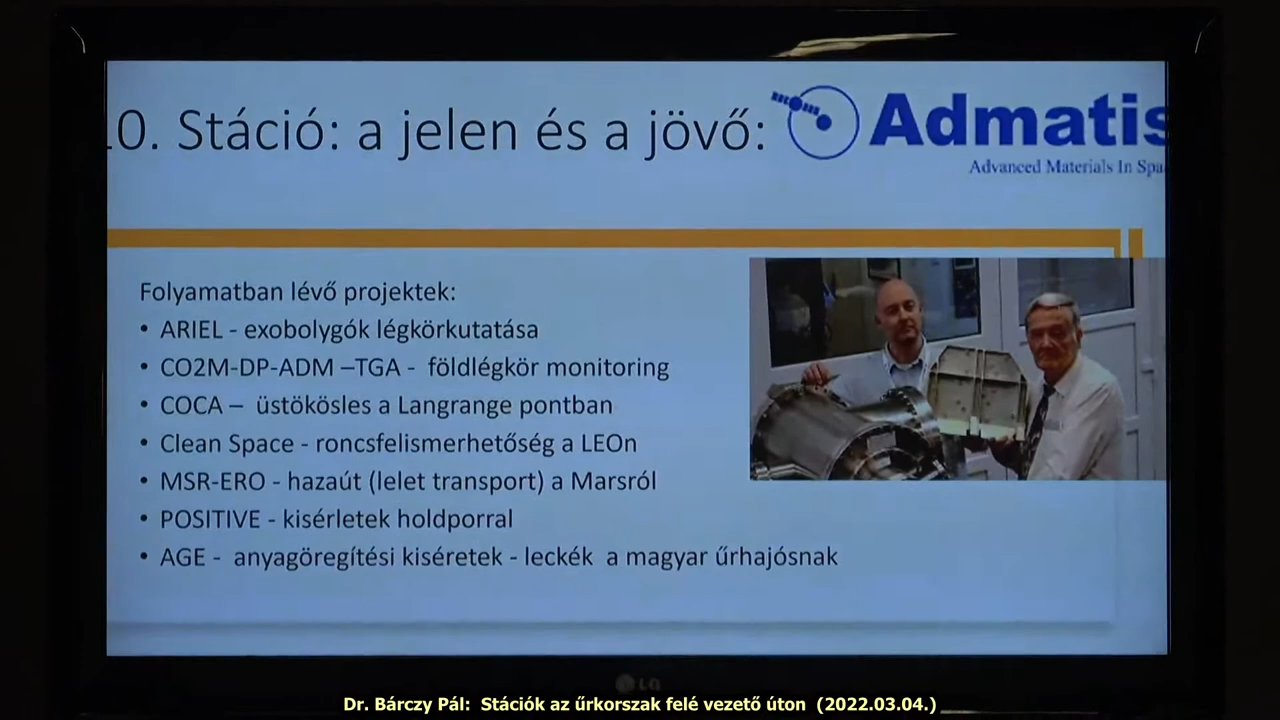 .0. Stáció: a jelen és a jövő:
Admatis
Advanced Materials In Spa
Folyamatban lévő projektek:
• ARIEL - exobolygók légkörkutatása
• CO2M-DP-ADM –TGA - földlégkör monitoring
• COCA – üstökösles a Langrange pontban
• Clean Space - roncsfelismerhetőség a LEOn
• MSR-ERO - hazaút (lelet transport) a Marsról
• POSITIVE - kisérletek holdporral
• AGE - anyagöregítési kiséretek - leckék a magyar űrhajósnak
LG
Dr. Bárczy Pál: Stációk az űrkorszak felé vezető úton (2022.03.04.)